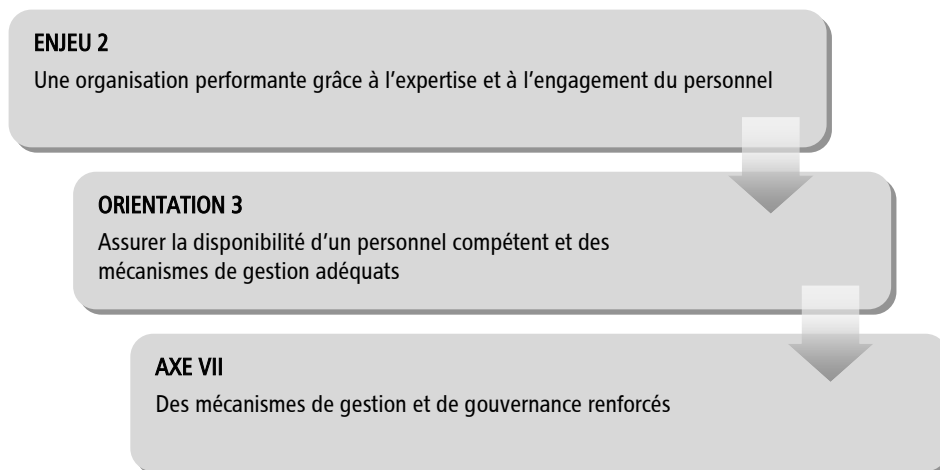 ENJEU 2
Une organisation performante grâce à l’expertise et à l’engagement du personnel
ORIENTATION 3
Assurer la disponibilité d’un personnel compétent et des
mécanismes de gestion adéquats
AXE VII
Des mécanismes de gestion et de gouvernance renforcés